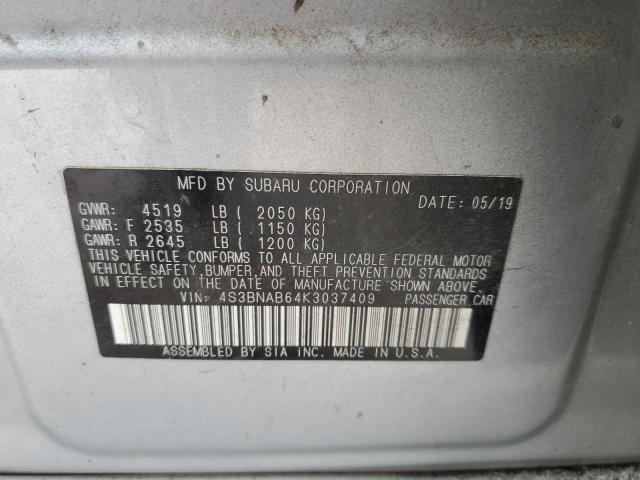 MFD BY SUBARU CORPORATION
DATE: 05/19
GVWR: 4519 LB ( 2050 KG)
GAWR: F 2535 LB ( 1150 KG)
GAWR: R 2645 LB ( 1200 KG)
THIS VEHICLE CONFORMS TO ALL APPLICABLE FEDERAL MOTOR
VEHICLE SAFETY, BUMPER, AND THEFT PREVENTION STANDARDS
IN EFFECT ON THE DATE OF MANUFACTURE SHOWN ABOVE.
VIN: 4S3BNAB64K3037409 PASSENGER CAR
ASSEMBLED BY SIA INC. MADE IN U.S.A.